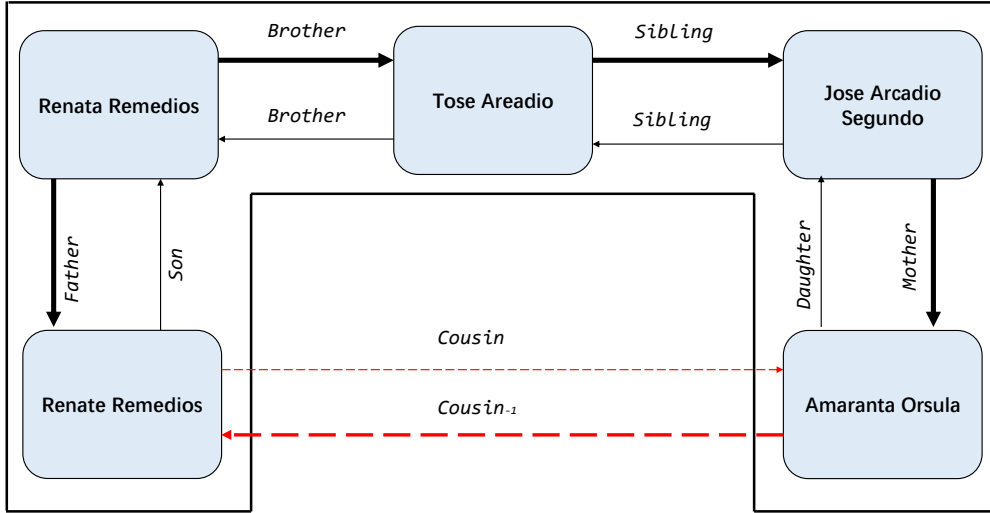 Brother
Sibling
Renata Remedios
Tose Areadio
Jose Arcadio
Segundo
Brother
Sibling
Father
Son
Daughter
Mother
Cousin
Renate Remedios
Cousin-1
Amaranta Orsula